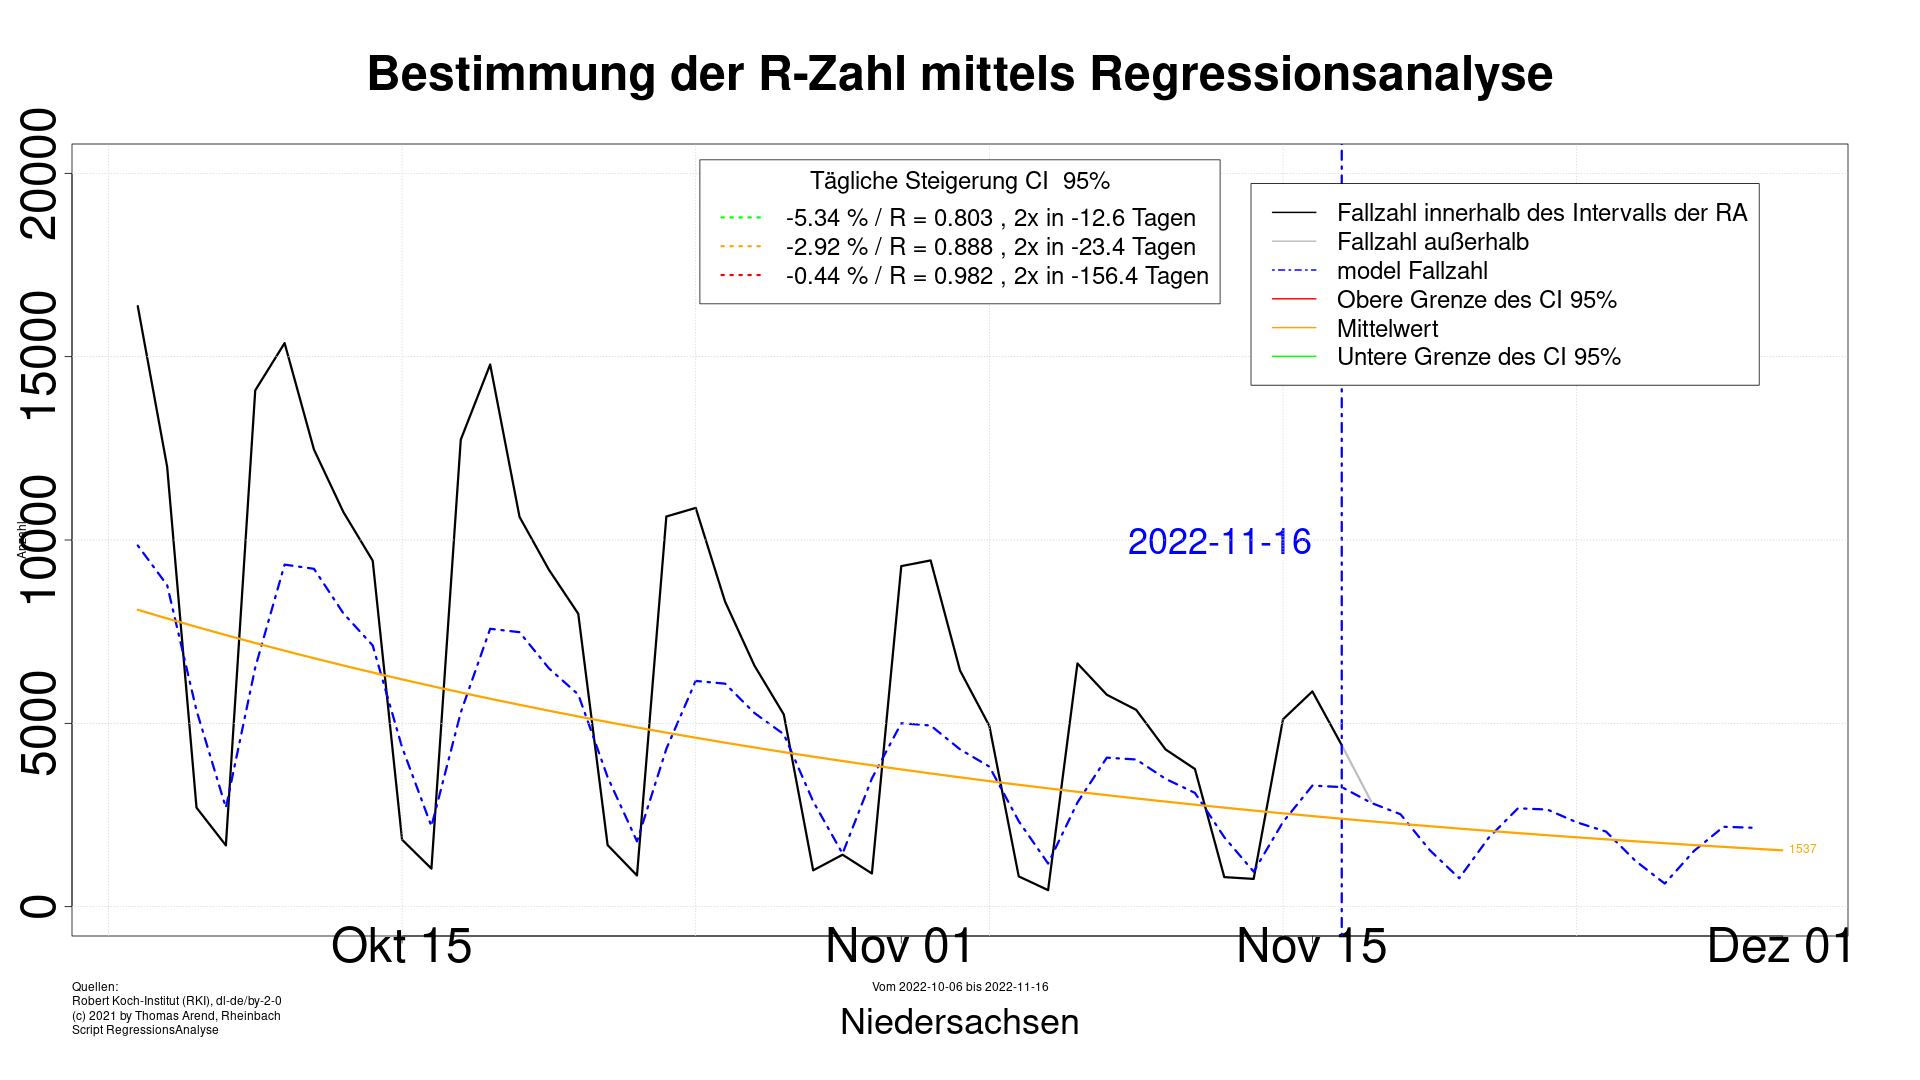 Bestimmung der R-Zahl mittels Regressionsanalyse
Anzahl
20000
15000
10000
5000
0
Tägliche Steigerung CI 95%
-5.34 % / R = 0.803 , 2x in -12.6 Tagen
-2.92 % / R = 0.888 , 2x in -23.4 Tagen
-0.44 % / R = 0.982 , 2x in -156.4 Tagen
Fallzahl innerhalb des Intervalls der RA
Fallzahl außerhalb
model Fallzahl
Obere Grenze des CI 95%
Mittelwert
Untere Grenze des CI 95%
2022-11-16
1537
Okt 15
Nov 01
Nov 15
Dez 01
Quellen:
Robert Koch-Institut (RKI), dl-de/by-2-0
(c) 2021 by Thomas Arend, Rheinbach
Script RegressionsAnalyse
Vom 2022-10-06 bis 2022-11-16
Niedersachsen